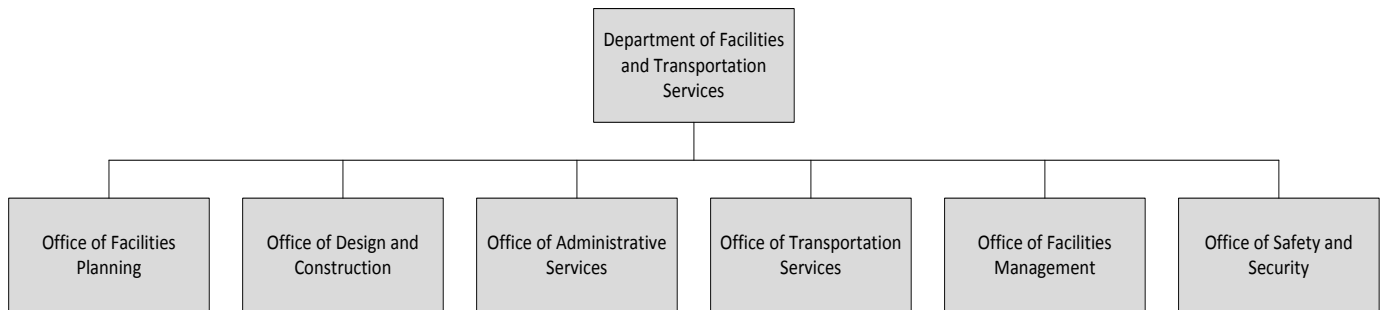 Department of Facilities
and Transportation
Services
Office of Facilities
Planning
Office of Design and
Construction
Office of Administrative
Services
Office of Transportation
Services
Office of Facilities
Management
Office of Safety and
Security